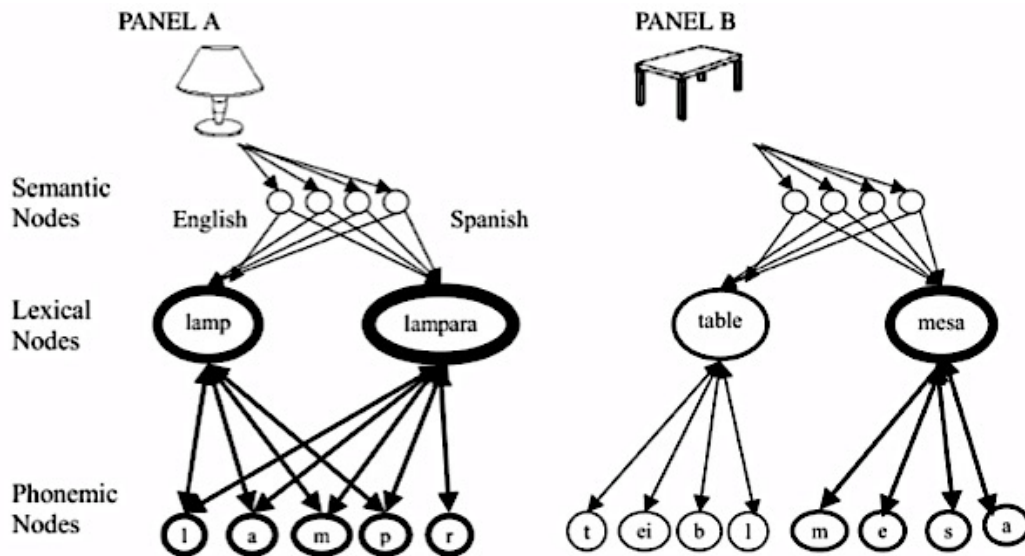 PANEL A
PANEL B
Semantic
Nodes
English
Spanish
Lexical
Nodes
lamp
lampara
table
mesa
Phonemic
Nodes
l a m p r
t ei b l
m e s a